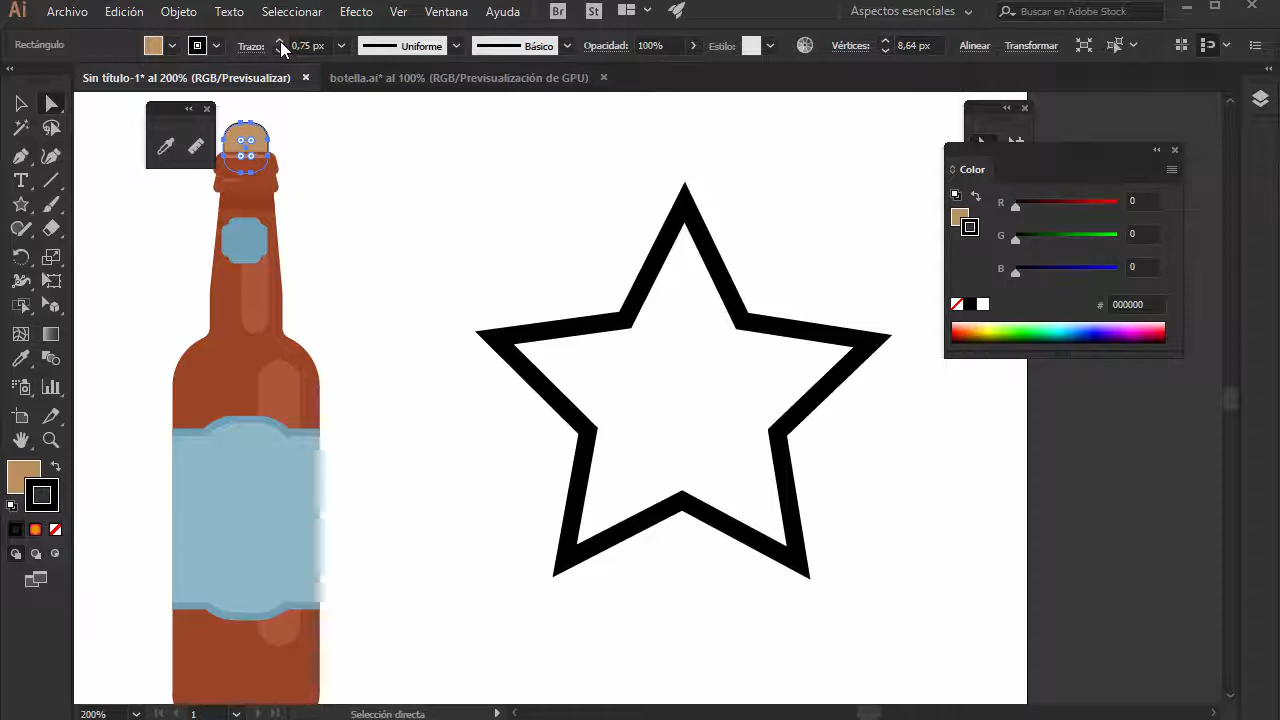 Ai Archivo Edición Objeto Texto Seleccionar Efecto Ver Ventana Ayuda Br St Aspectos esenciales Buscar en Adobe Stock
Rectángulo Trazo: 0,75 px Uniforme Básico Opacidad: 100% Estilo: Vértices: 8,64 px Alinear Transformar
Sin título-1* al 200% (RGB/Previsualizar) × botella.ai* al 100% (RGB/Previsualización de GPU) ×
Color
R 0
G 0
B 0
# 000000
200% 1 Selección directa